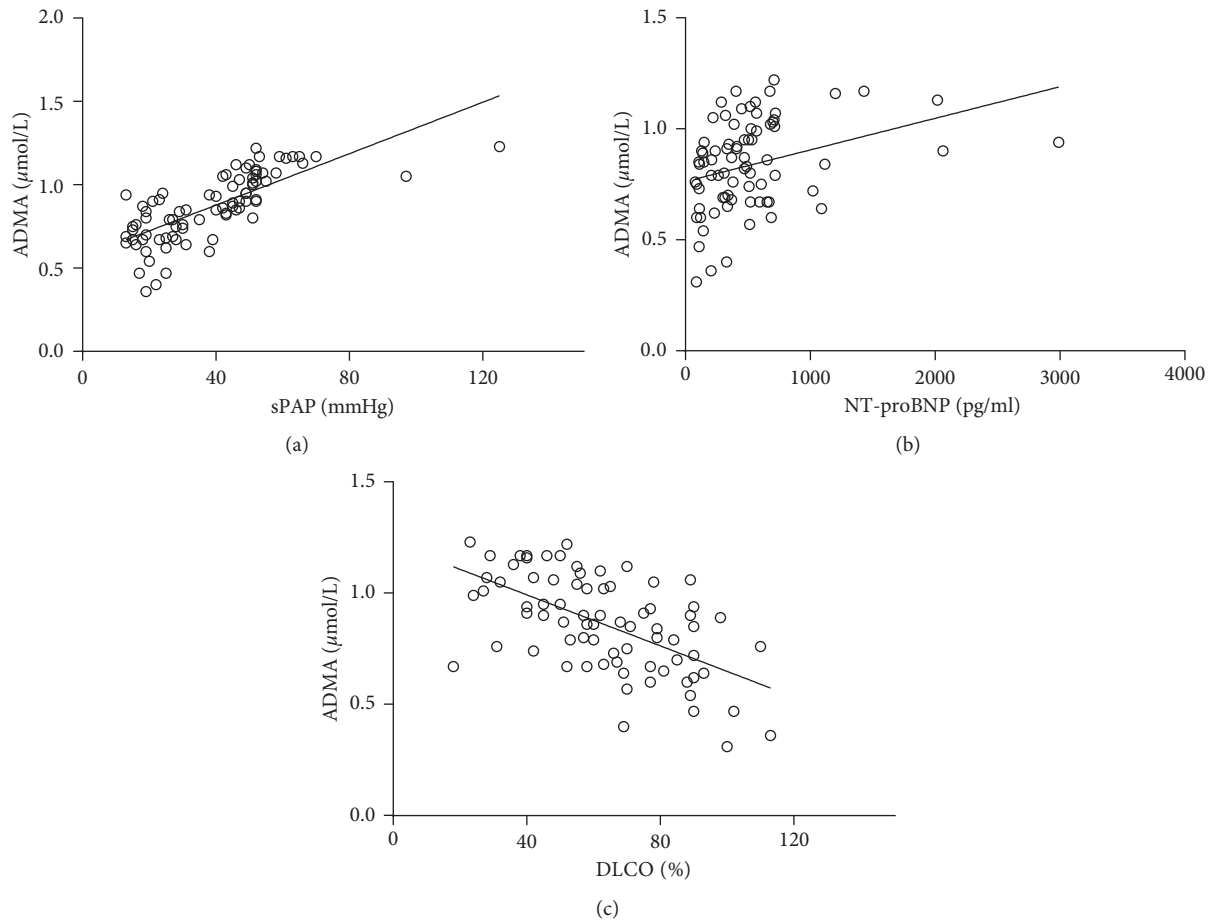 2.0
1.5
1.0
0.5
0.0
ADMA (µmol/L)
0 40 80 120
sPAP (mmHg)
(a)
1.5
1.0
0.5
0.0
ADMA (µmol/L)
0 1000 2000 3000 4000
NT-proBNP (pg/ml)
(b)
1.5
1.0
0.5
0.0
ADMA (µmol/L)
0 40 80 120
DLCO (%)
(c)